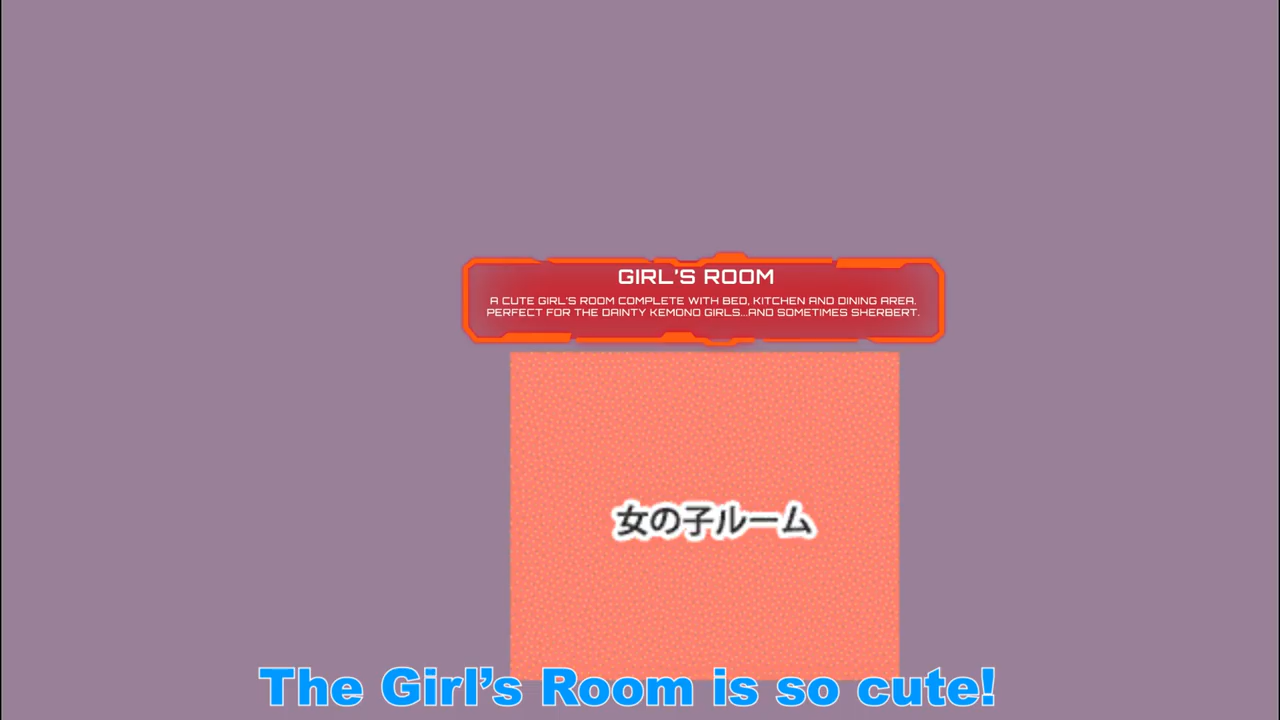 GIRL'S ROOM
A CUTE GIRL'S ROOM COMPLETE WITH BED, KITCHEN AND DINING AREA.
PERFECT FOR THE DAINTY KEMONO GIRLS...AND SOMETIMES SHERBERT.
女の子ルーム
The Girl’s Room is so cute!